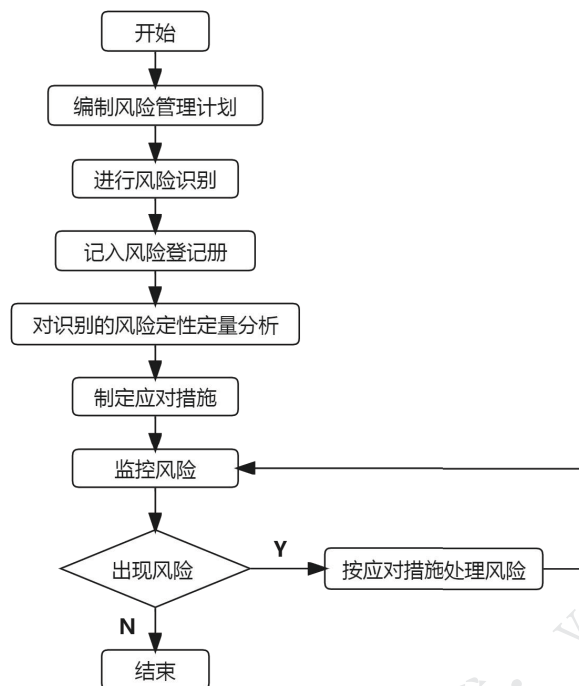 开始
编制风险管理计划
进行风险识别
记入风险登记册
对识别的风险定性定量分析
制定应对措施
监控风险
出现风险
Y
按应对措施处理风险
N
结束